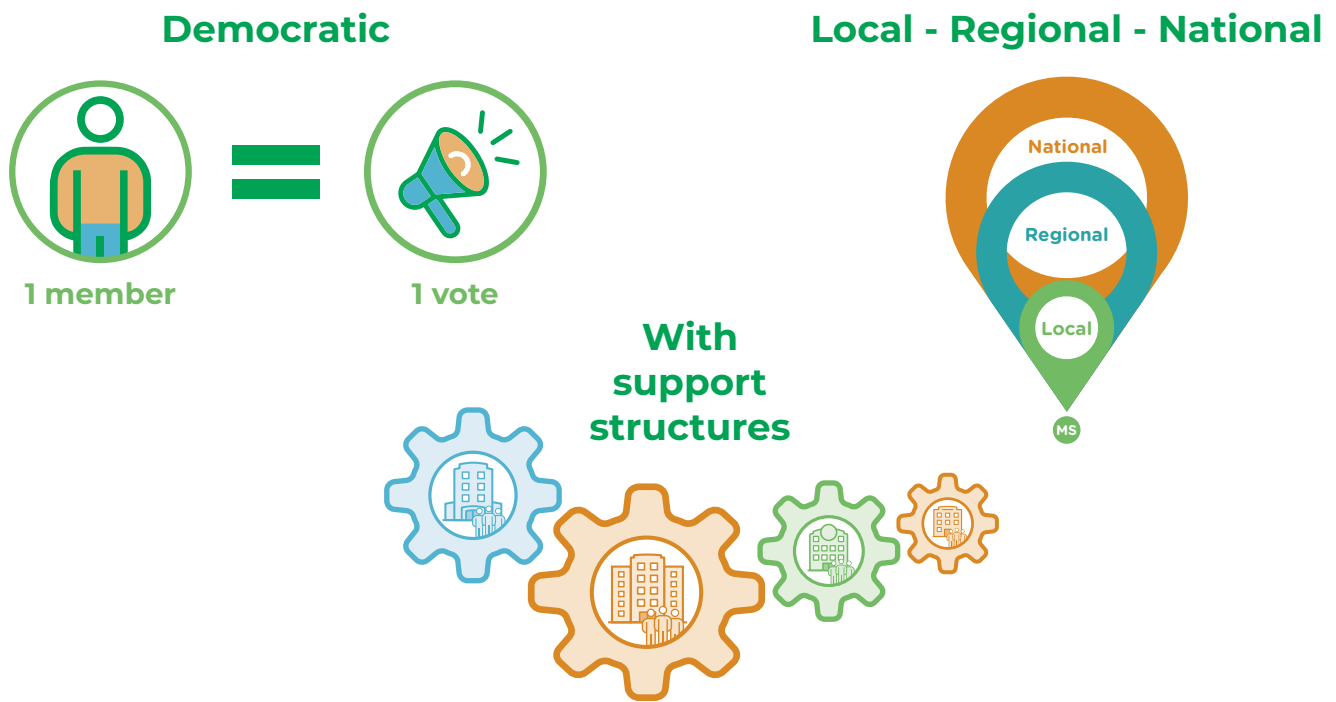 Democratic
1 member
1 vote
Local - Regional - National
National
Regional
Local
MS
With
support
structures